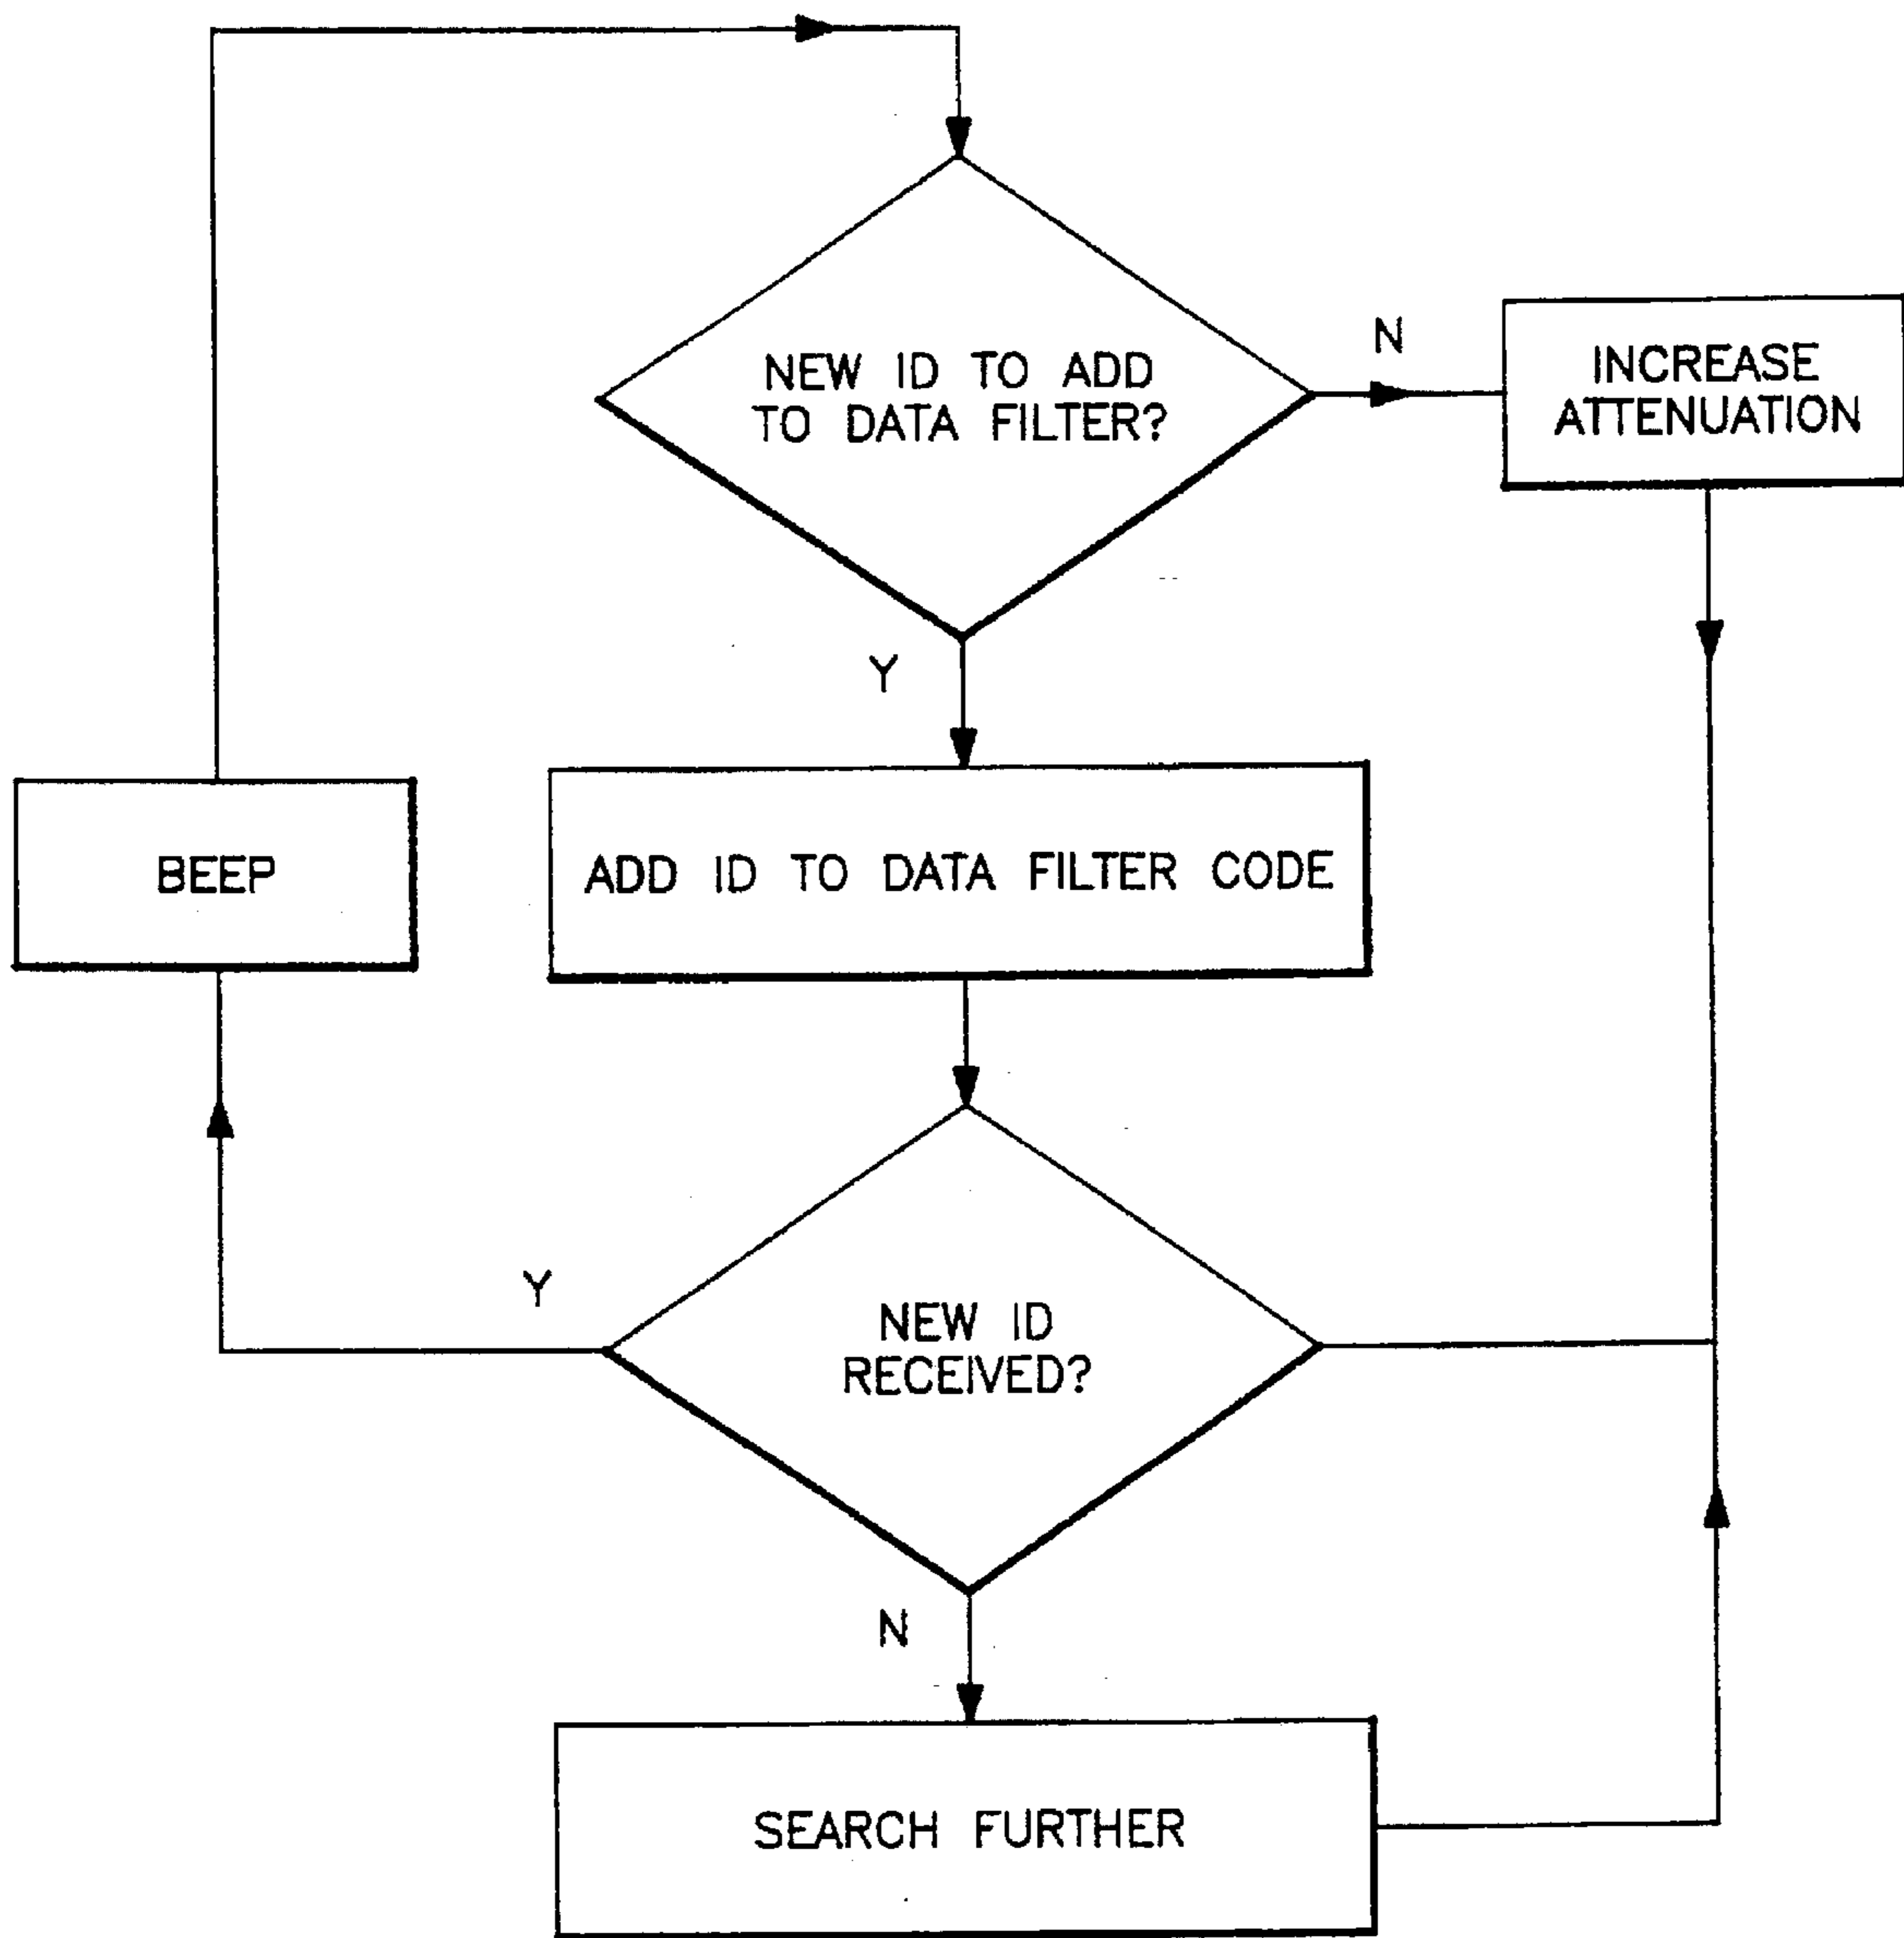 NEW ID TO ADD
TO DATA FILTER?
N
INCREASE
ATTENUATION
Y
BEEP
ADD ID TO DATA FILTER CODE
Y
NEW ID
RECEIVED?
N
SEARCH FURTHER